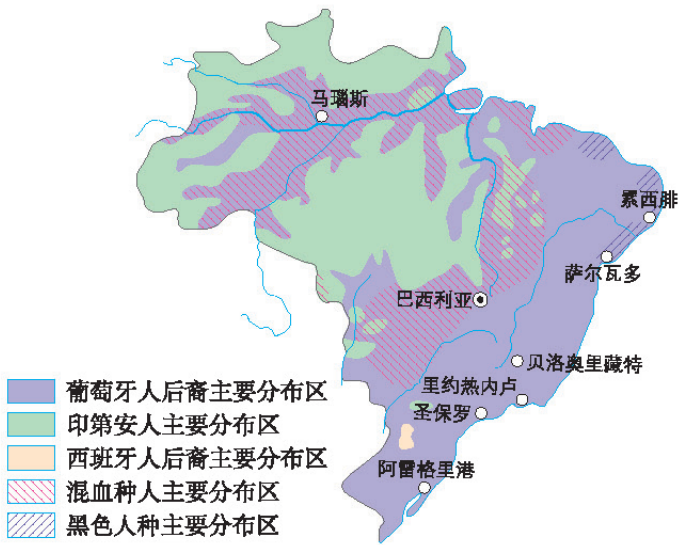 马瑙斯
累西腓
萨尔瓦多
巴西利亚
贝洛奥里藏特
里约热内卢
圣保罗
阿雷格里港
葡萄牙人后裔主要分布区
印第安人主要分布区
西班牙人后裔主要分布区
混血种人主要分布区
黑色人种主要分布区